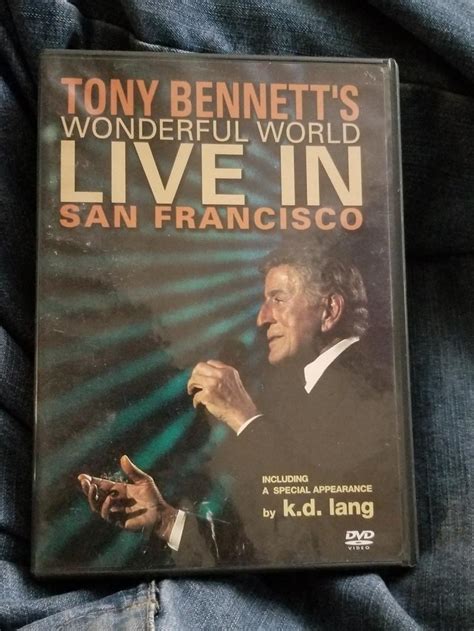 TONY BENNETT'S
WONDERFUL WORLD
LIVE IN
SAN FRANCISCO
INCLUDING
A SPECIAL APPEARANCE
by k.d. lang
DVD
VIDEO